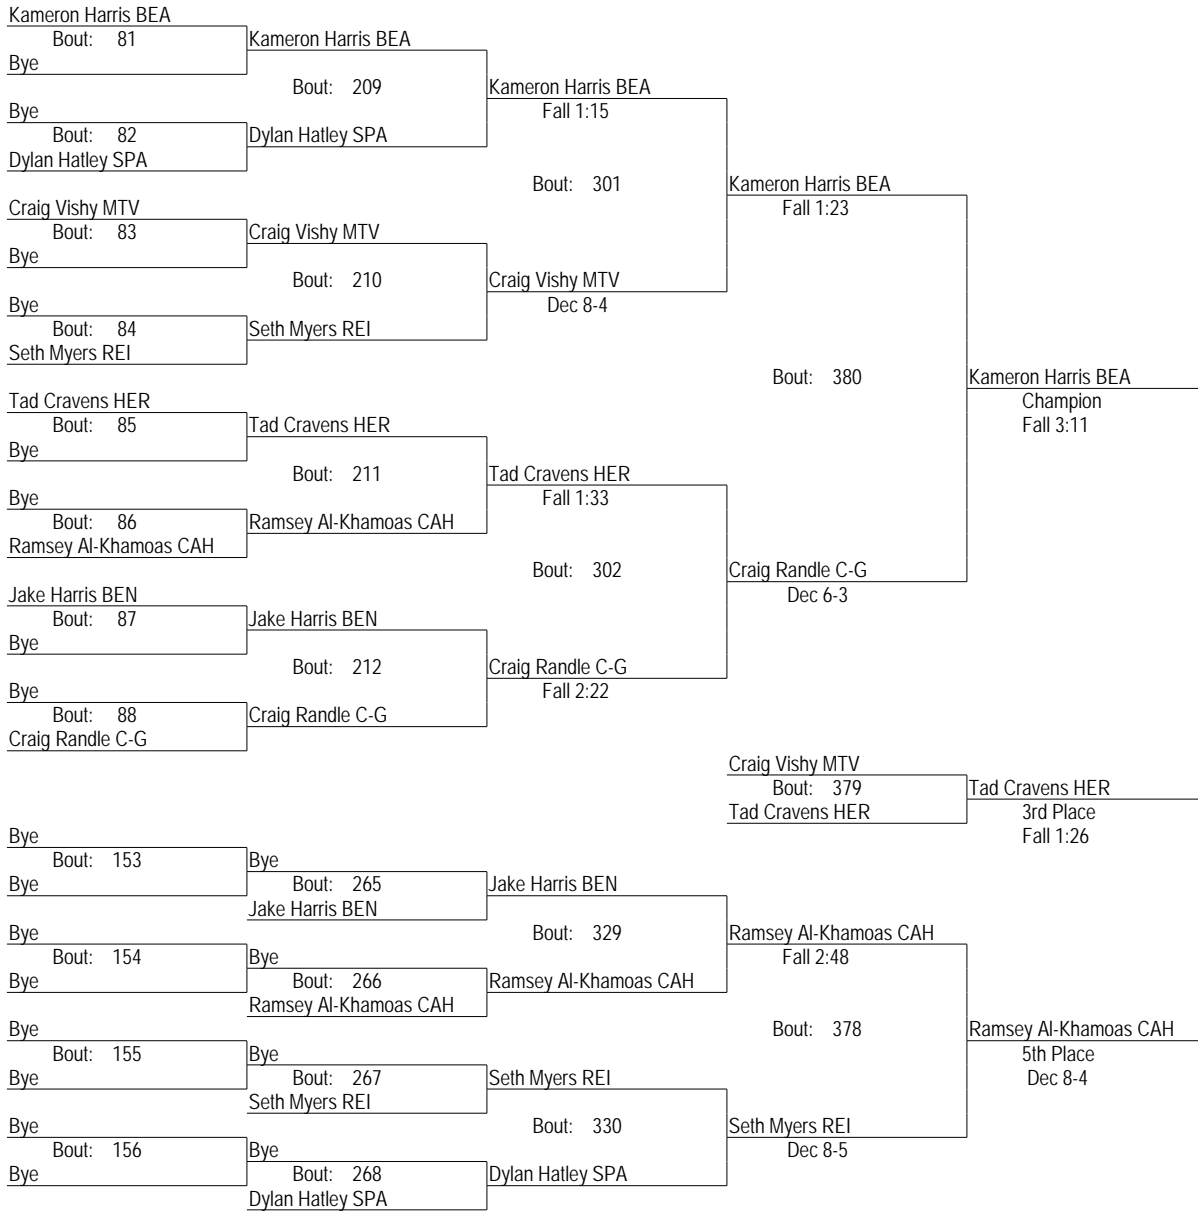 Kameron Harris BEA
Bout: 81
Kameron Harris BEA
Bye
Bout: 209
Kameron Harris BEA
Bye
Fall 1:15
Bout: 82
Dylan Hatley SPA
Dylan Hatley SPA
Bout: 301
Kameron Harris BEA
Craig Vishy MTV
Fall 1:23
Bout: 83
Craig Vishy MTV
Bye
Bout: 210
Craig Vishy MTV
Bye
Dec 8-4
Bout: 84
Seth Myers REI
Seth Myers REI
Bout: 380
Kameron Harris BEA
Tad Cravens HER
Champion
Bout: 85
Tad Cravens HER
Fall 3:11
Bye
Bout: 211
Tad Cravens HER
Bye
Fall 1:33
Bout: 86
Ramsey Al-Khamoas CAH
Ramsey Al-Khamoas CAH
Bout: 302
Craig Randle C-G
Jake Harris BEN
Dec 6-3
Bout: 87
Jake Harris BEN
Bye
Bout: 212
Craig Randle C-G
Bye
Fall 2:22
Bout: 88
Craig Randle C-G
Craig Randle C-G
Craig Vishy MTV
Bout: 379
Tad Cravens HER
Tad Cravens HER
3rd Place
Bye
Fall 1:26
Bout: 153
Bye
Bye
Bout: 265
Jake Harris BEN
Jake Harris BEN
Bye
Bout: 329
Ramsey Al-Khamoas CAH
Bout: 154
Bye
Fall 2:48
Bye
Bout: 266
Ramsey Al-Khamoas CAH
Ramsey Al-Khamoas CAH
Bye
Bout: 378
Ramsey Al-Khamoas CAH
Bout: 155
Bye
5th Place
Bye
Bout: 267
Seth Myers REI
Dec 8-4
Seth Myers REI
Bye
Bout: 330
Seth Myers REI
Bout: 156
Bye
Dec 8-5
Bye
Bout: 268
Dylan Hatley SPA
Dylan Hatley SPA